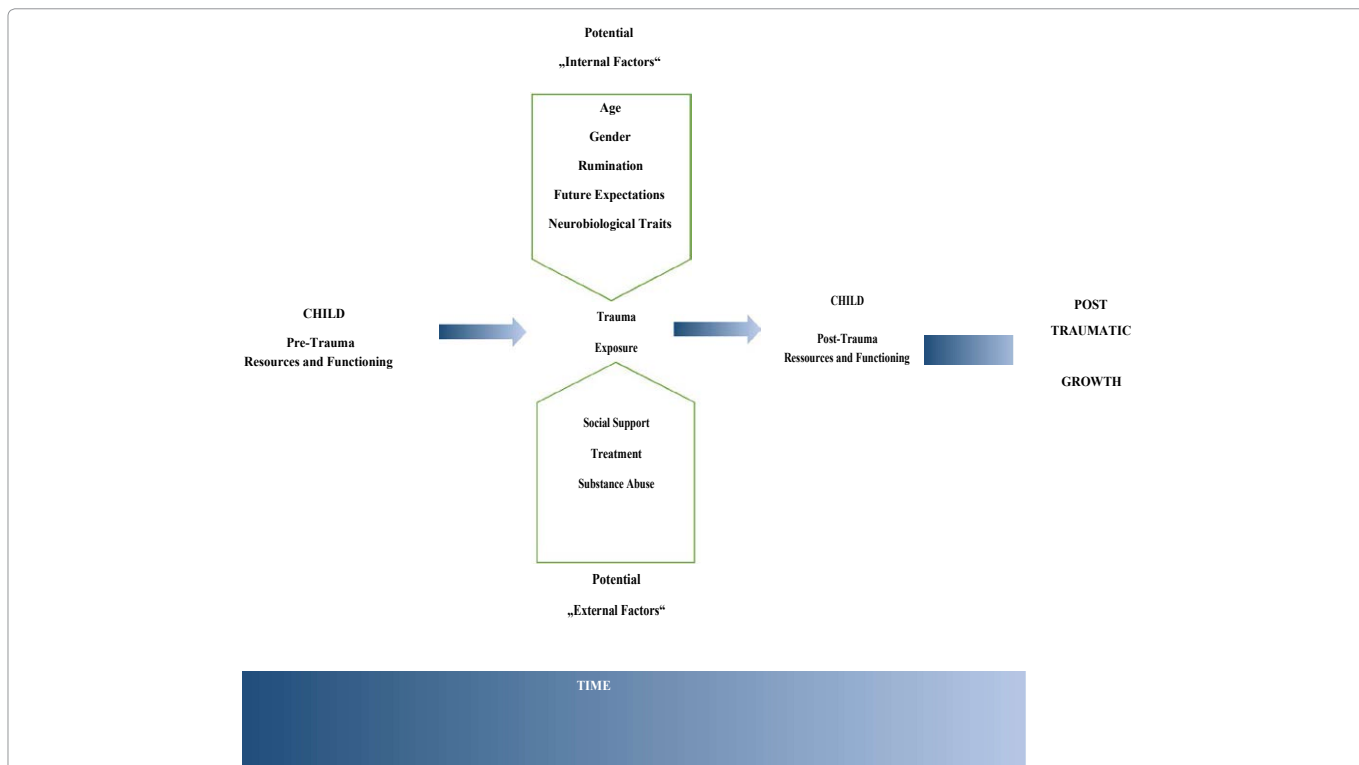 Potential
„Internal Factors“
Age
Gender
Rumination
Future Expectations
Neurobiological Traits
CHILD
Pre-Trauma
Resources and Functioning
Trauma
Exposure
CHILD
Post-Trauma
Ressources and Functioning
POST
TRAUMATIC
GROWTH
Social Support
Treatment
Substance Abuse
Potential
„External Factors“
TIME